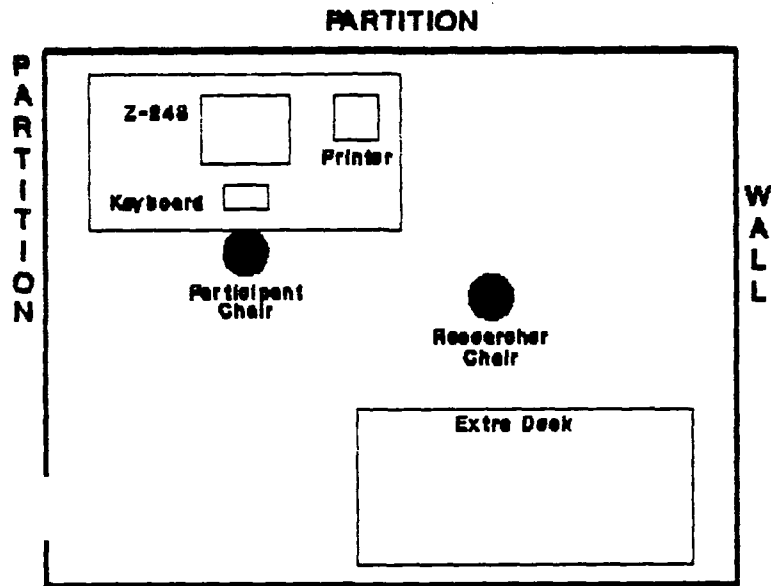 PARTITION
PARTITION
Z-248
Printer
Keyboard
WALL
Participant
Chair
Researcher
Chair
Extra Desk